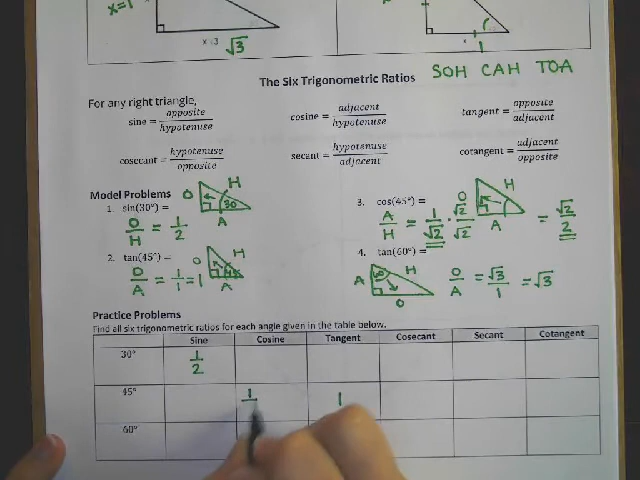 x=1
x√3 √3
x 1
The Six Trigonometric Ratios SOH CAH TOA
For any right triangle,
sine = opposite/hypotenuse cosine = adjacent/hypotenuse tangent = opposite/adjacent
cosecant = hypotenuse/opposite secant = hypotenuse/adjacent cotangent = adjacent/opposite
Model Problems
1. sin(30°) =
O/H = 1/2
O H 30 A
2. tan(45°) =
O/A = 1/1 = 1
O H 45 A
3. cos(45°) =
A/H = 1/√2 · √2/√2 = √2/2
O H A
4. tan(60°) =
A 60 H O
O/A = √3/1 = √3
Practice Problems
Find all six trigonometric ratios for each angle given in the table below.
Sine Cosine Tangent Cosecant Secant Cotangent
30° 1/2
45° 1 1
60°